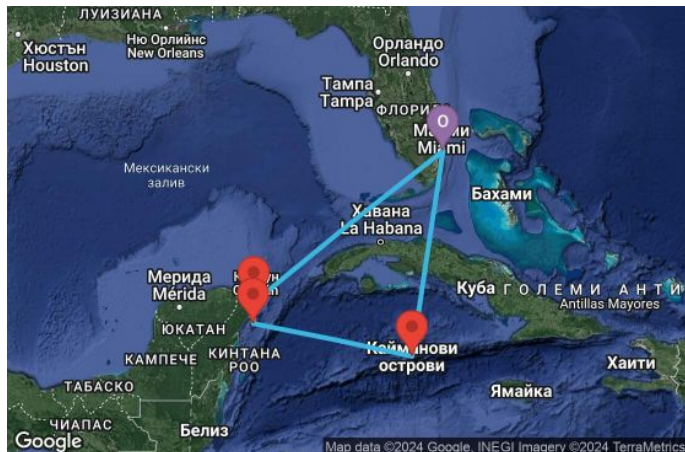 ЛУИЗИАНА
Хюстън
Houston
Ню Орлийнс
New Orleans
Орландо
Orlando
Тампа
Tampa
ФЛОРИДА
O
Miami
Мексикански
залив
Бахами
Хавана
La Habana
Мерида
Mérida
Куба
ГОЛЕМИ АНТИ
Antillas Mayores
ЮКАТАН
КАМПЕЧЕ
КИНТАНА
РОО
Кайманови
острови
Хаити
ТАБАСКО
Ямайка
ЧИАПАС
Белиз
Google
Map data ©2024 Google, INEGI Imagery ©2024 TerraMetrics